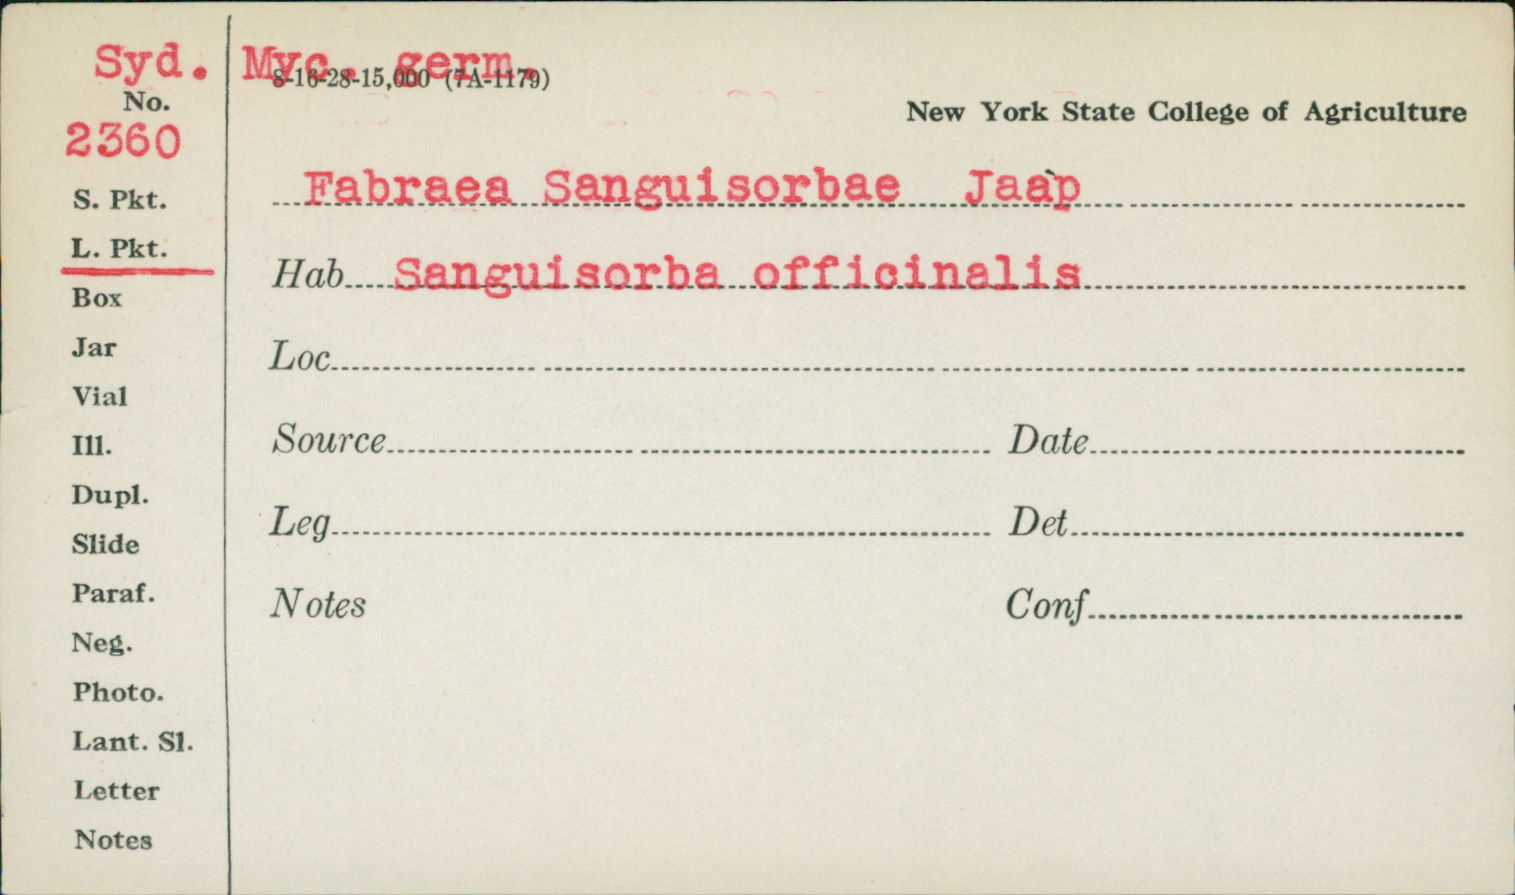 Syd. Myc. germ.
8-16-28-15,000 (7A-1179)
No.
2360
New York State College of Agriculture
S. Pkt.
Fabraea Sanguisorbae Jaap
L. Pkt.
Hab Sanguisorba officinalis
Box
Jar
Loc
Vial
Ill.
Source Date
Dupl.
Slide
Leg Det
Paraf.
Notes Conf
Neg.
Photo.
Lant. Sl.
Letter
Notes